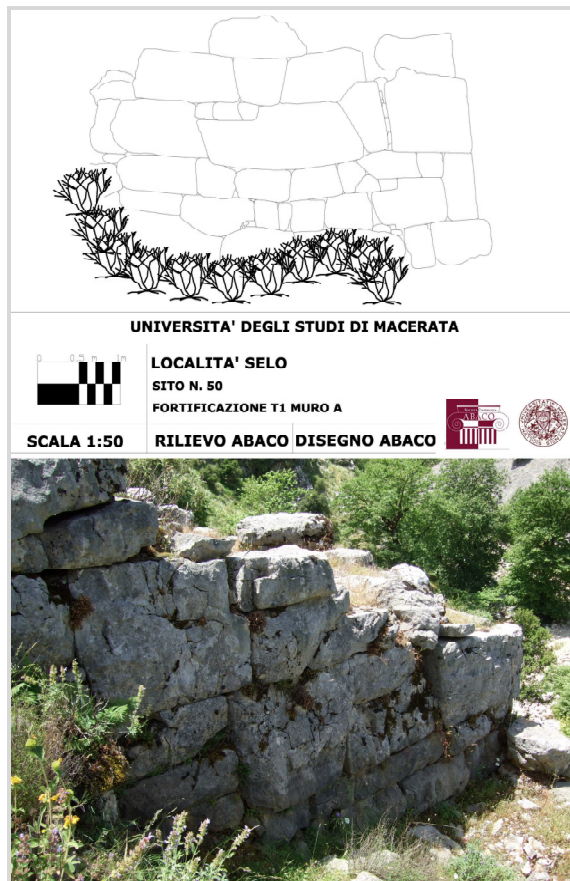 UNIVERSITA' DEGLI STUDI DI MACERATA
0 0.5 m 1m
LOCALITA' SELO
SITO N. 50
FORTIFICAZIONE T1 MURO A
SCALA 1:50
RILIEVO ABACO
DISEGNO ABACO
ABACO